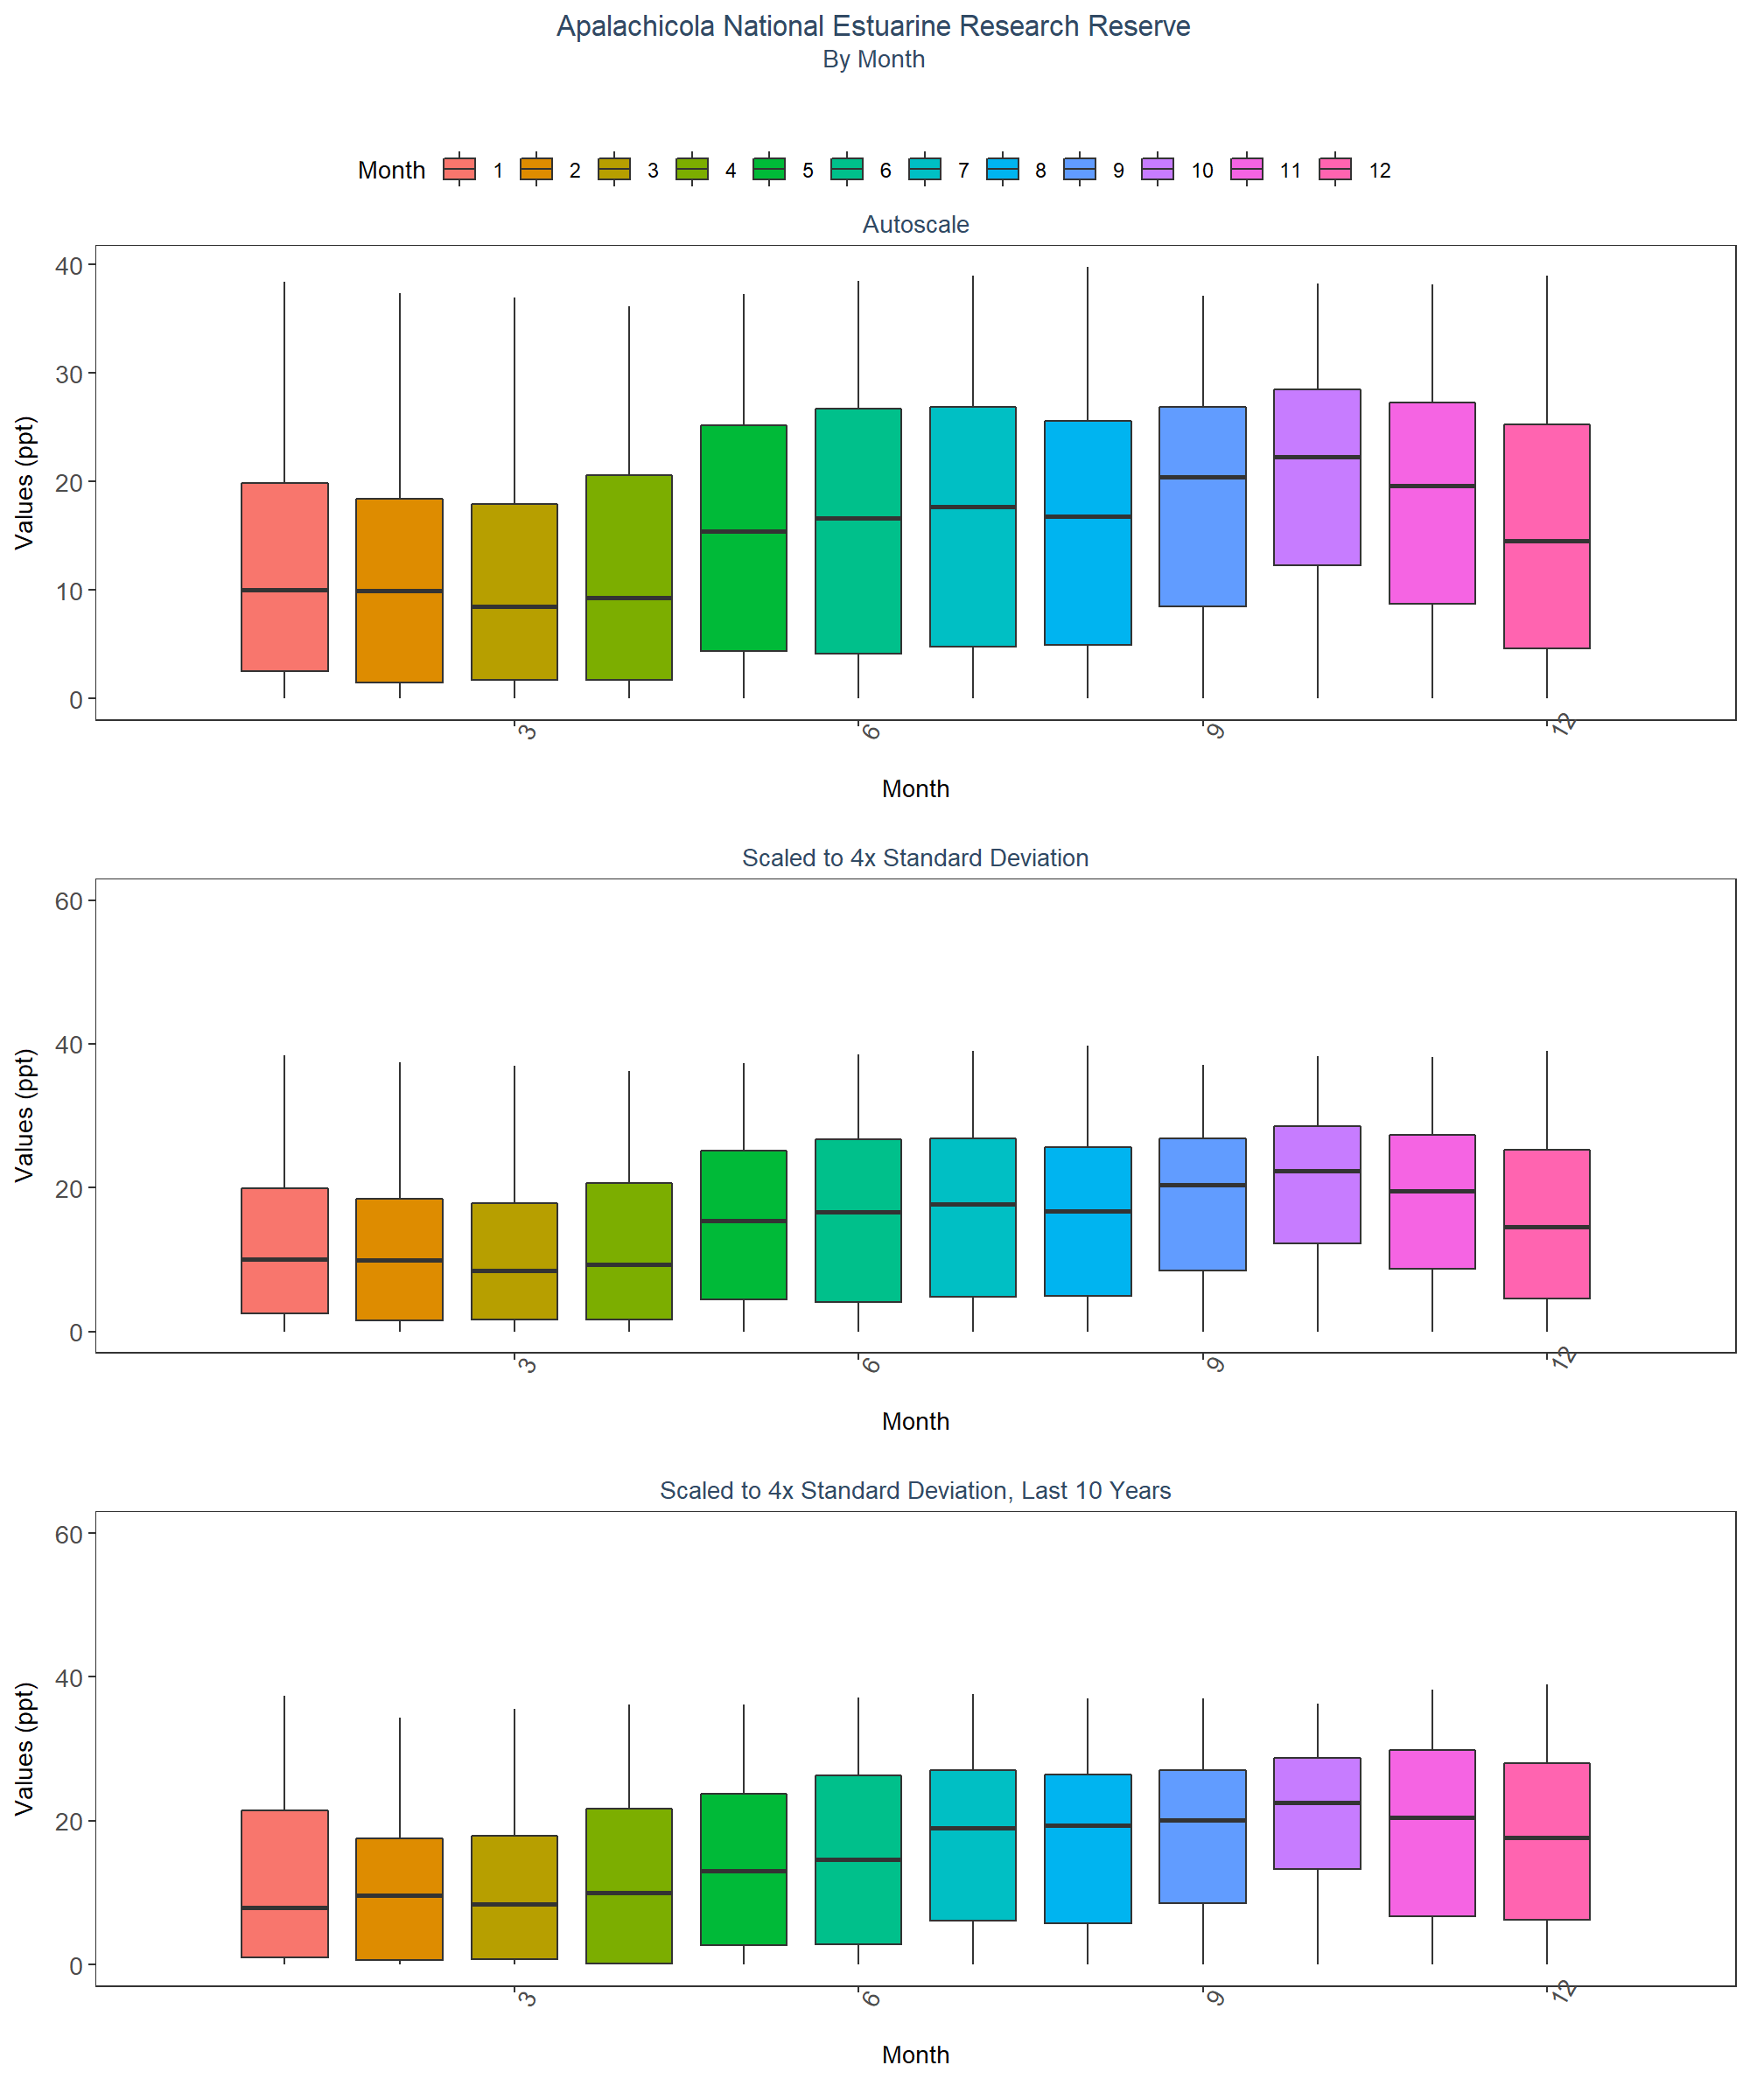 Apalachicola National Estuarine Research Reserve
By Month
Month 1 2 3 4 5 6 7 8 9 10 11 12
Autoscale
40
30
20
10
0
Values (ppt)
3 6 9 12
Month
Scaled to 4x Standard Deviation
60
40
20
0
Values (ppt)
3 6 9 12
Month
Scaled to 4x Standard Deviation, Last 10 Years
60
40
20
0
Values (ppt)
3 6 9 12
Month